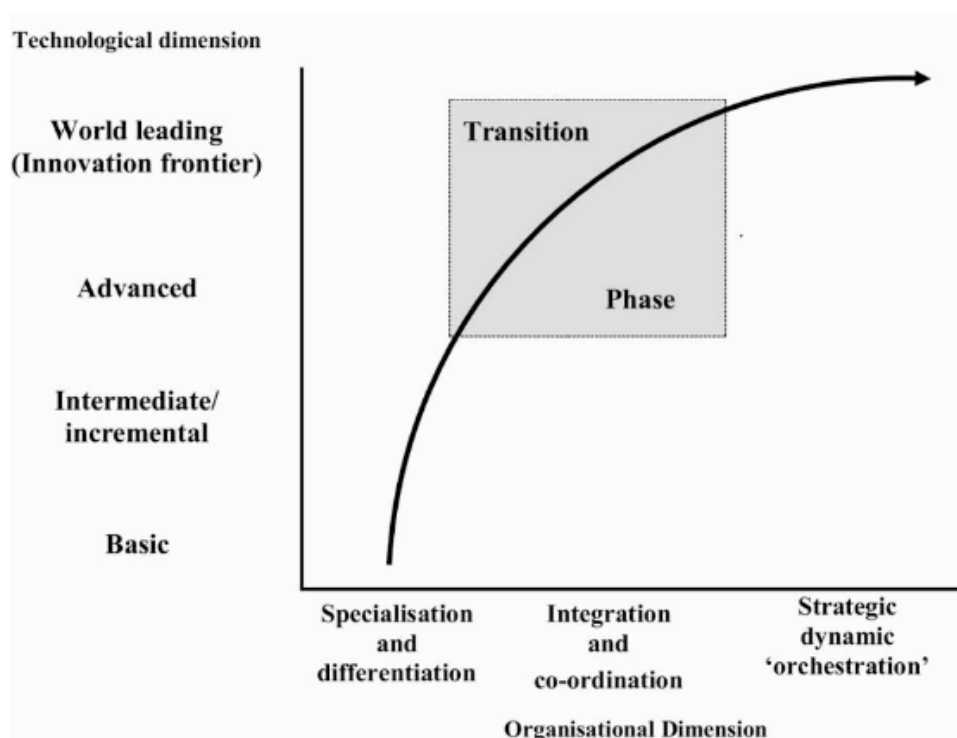 Technological dimension
World leading
(Innovation frontier)
Transition
Advanced
Phase
Intermediate/
incremental
Basic
Specialisation
and
differentiation
Integration
and
co-ordination
Strategic
dynamic
‘orchestration’
Organisational Dimension